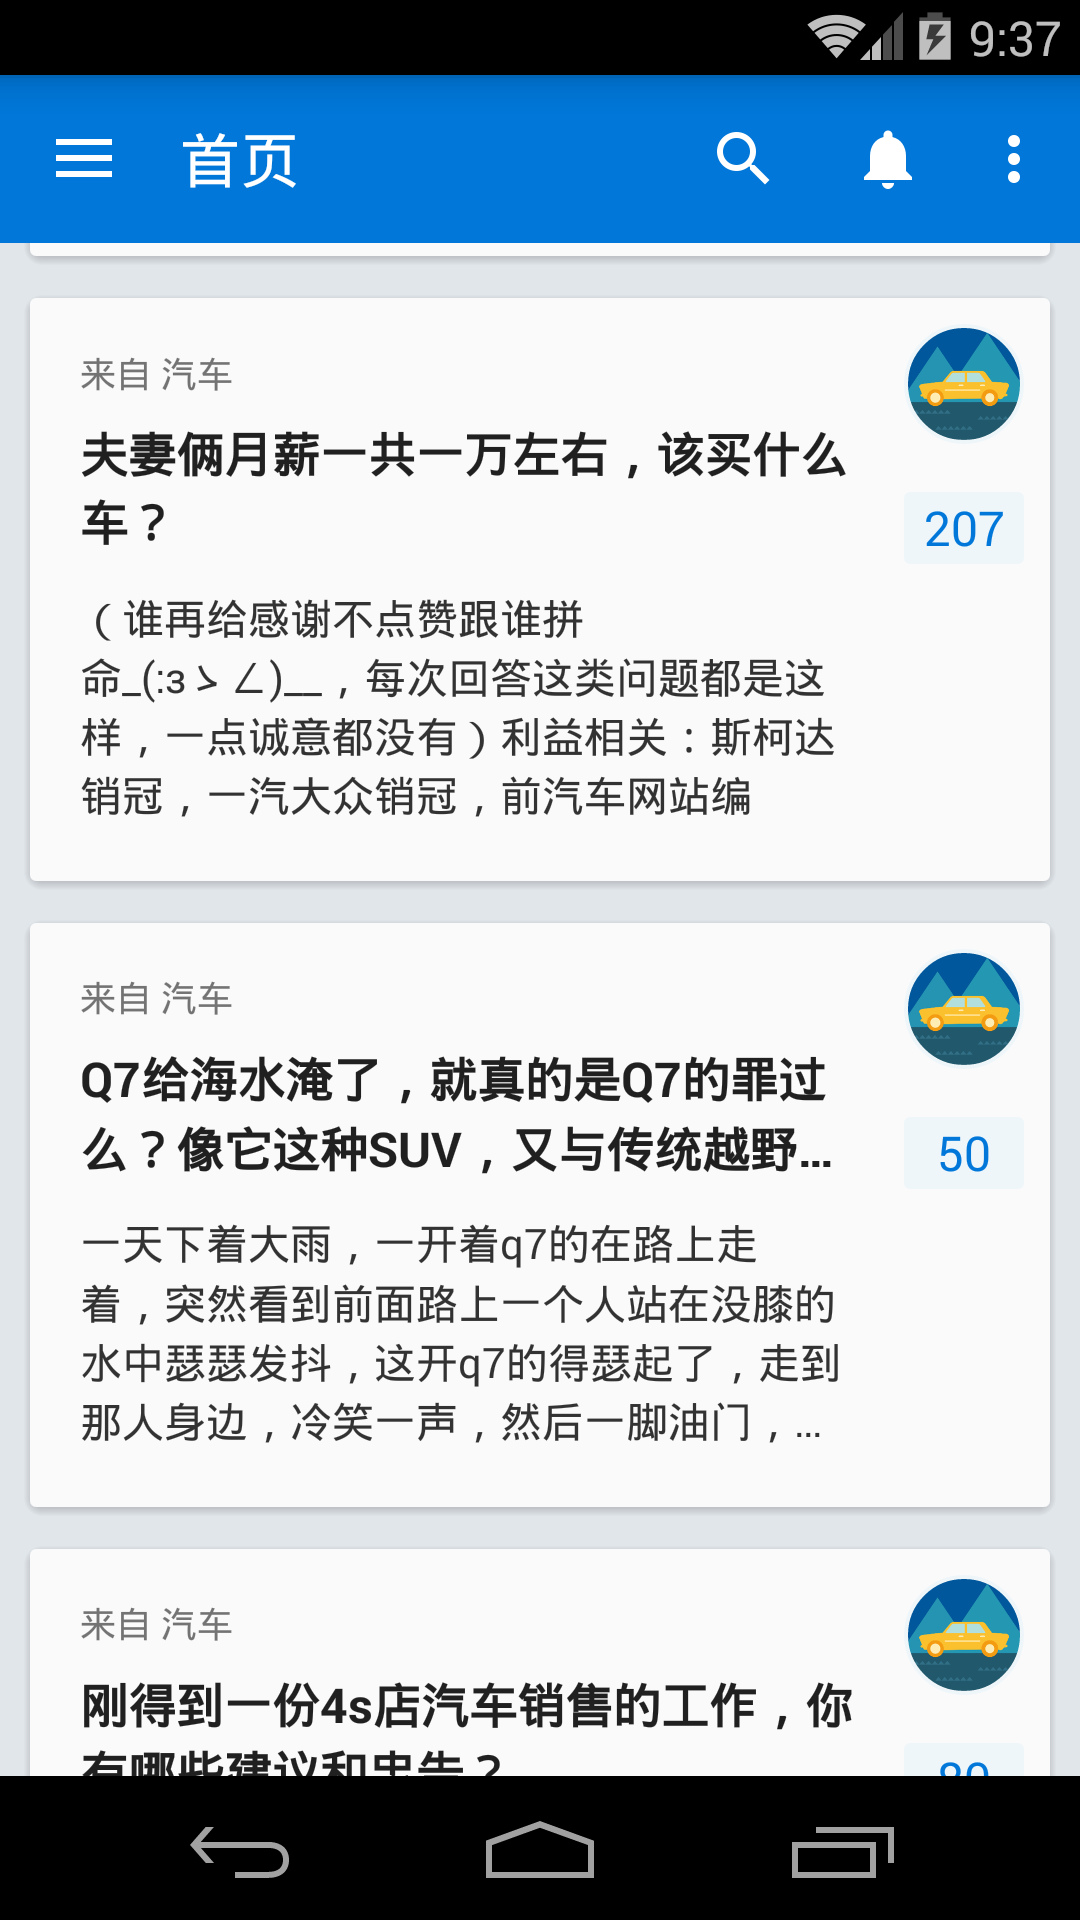 9:37
首页
来自 汽车
夫妻俩月薪一共一万左右，该买什么
车？
207
（谁再给感谢不点赞跟谁拼
命_(:з⦣∠)__，每次回答这类问题都是这
样，一点诚意都没有）利益相关：斯柯达
销冠，一汽大众销冠，前汽车网站编
来自 汽车
Q7给海水淹了，就真的是Q7的罪过
么？像它这种SUV，又与传统越野...
50
一天下着大雨，一开着q7的在路上走
着，突然看到前面路上一个人站在没膝的
水中瑟瑟发抖，这开q7的得瑟起了，走到
那人身边，冷笑一声，然后一脚油门，...
来自 汽车
刚得到一份4s店汽车销售的工作，你
有哪些建议和忠告？